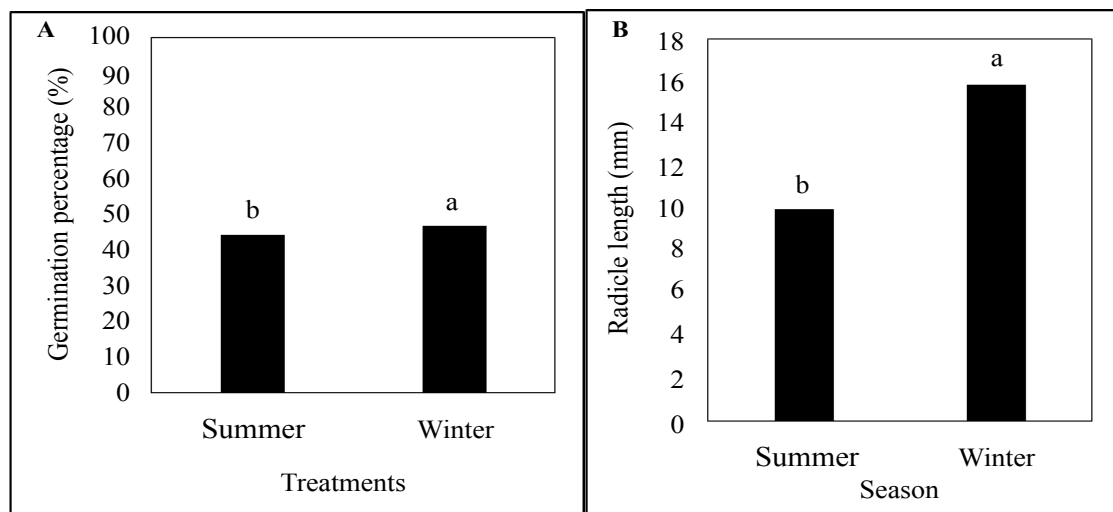 A
Germination percentage (%)
100
90
80
70
60
50
40
30
20
10
0
b
a
Summer
Winter
Treatments
B
Radicle length (mm)
18
16
14
12
10
8
6
4
2
0
b
a
Summer
Winter
Season